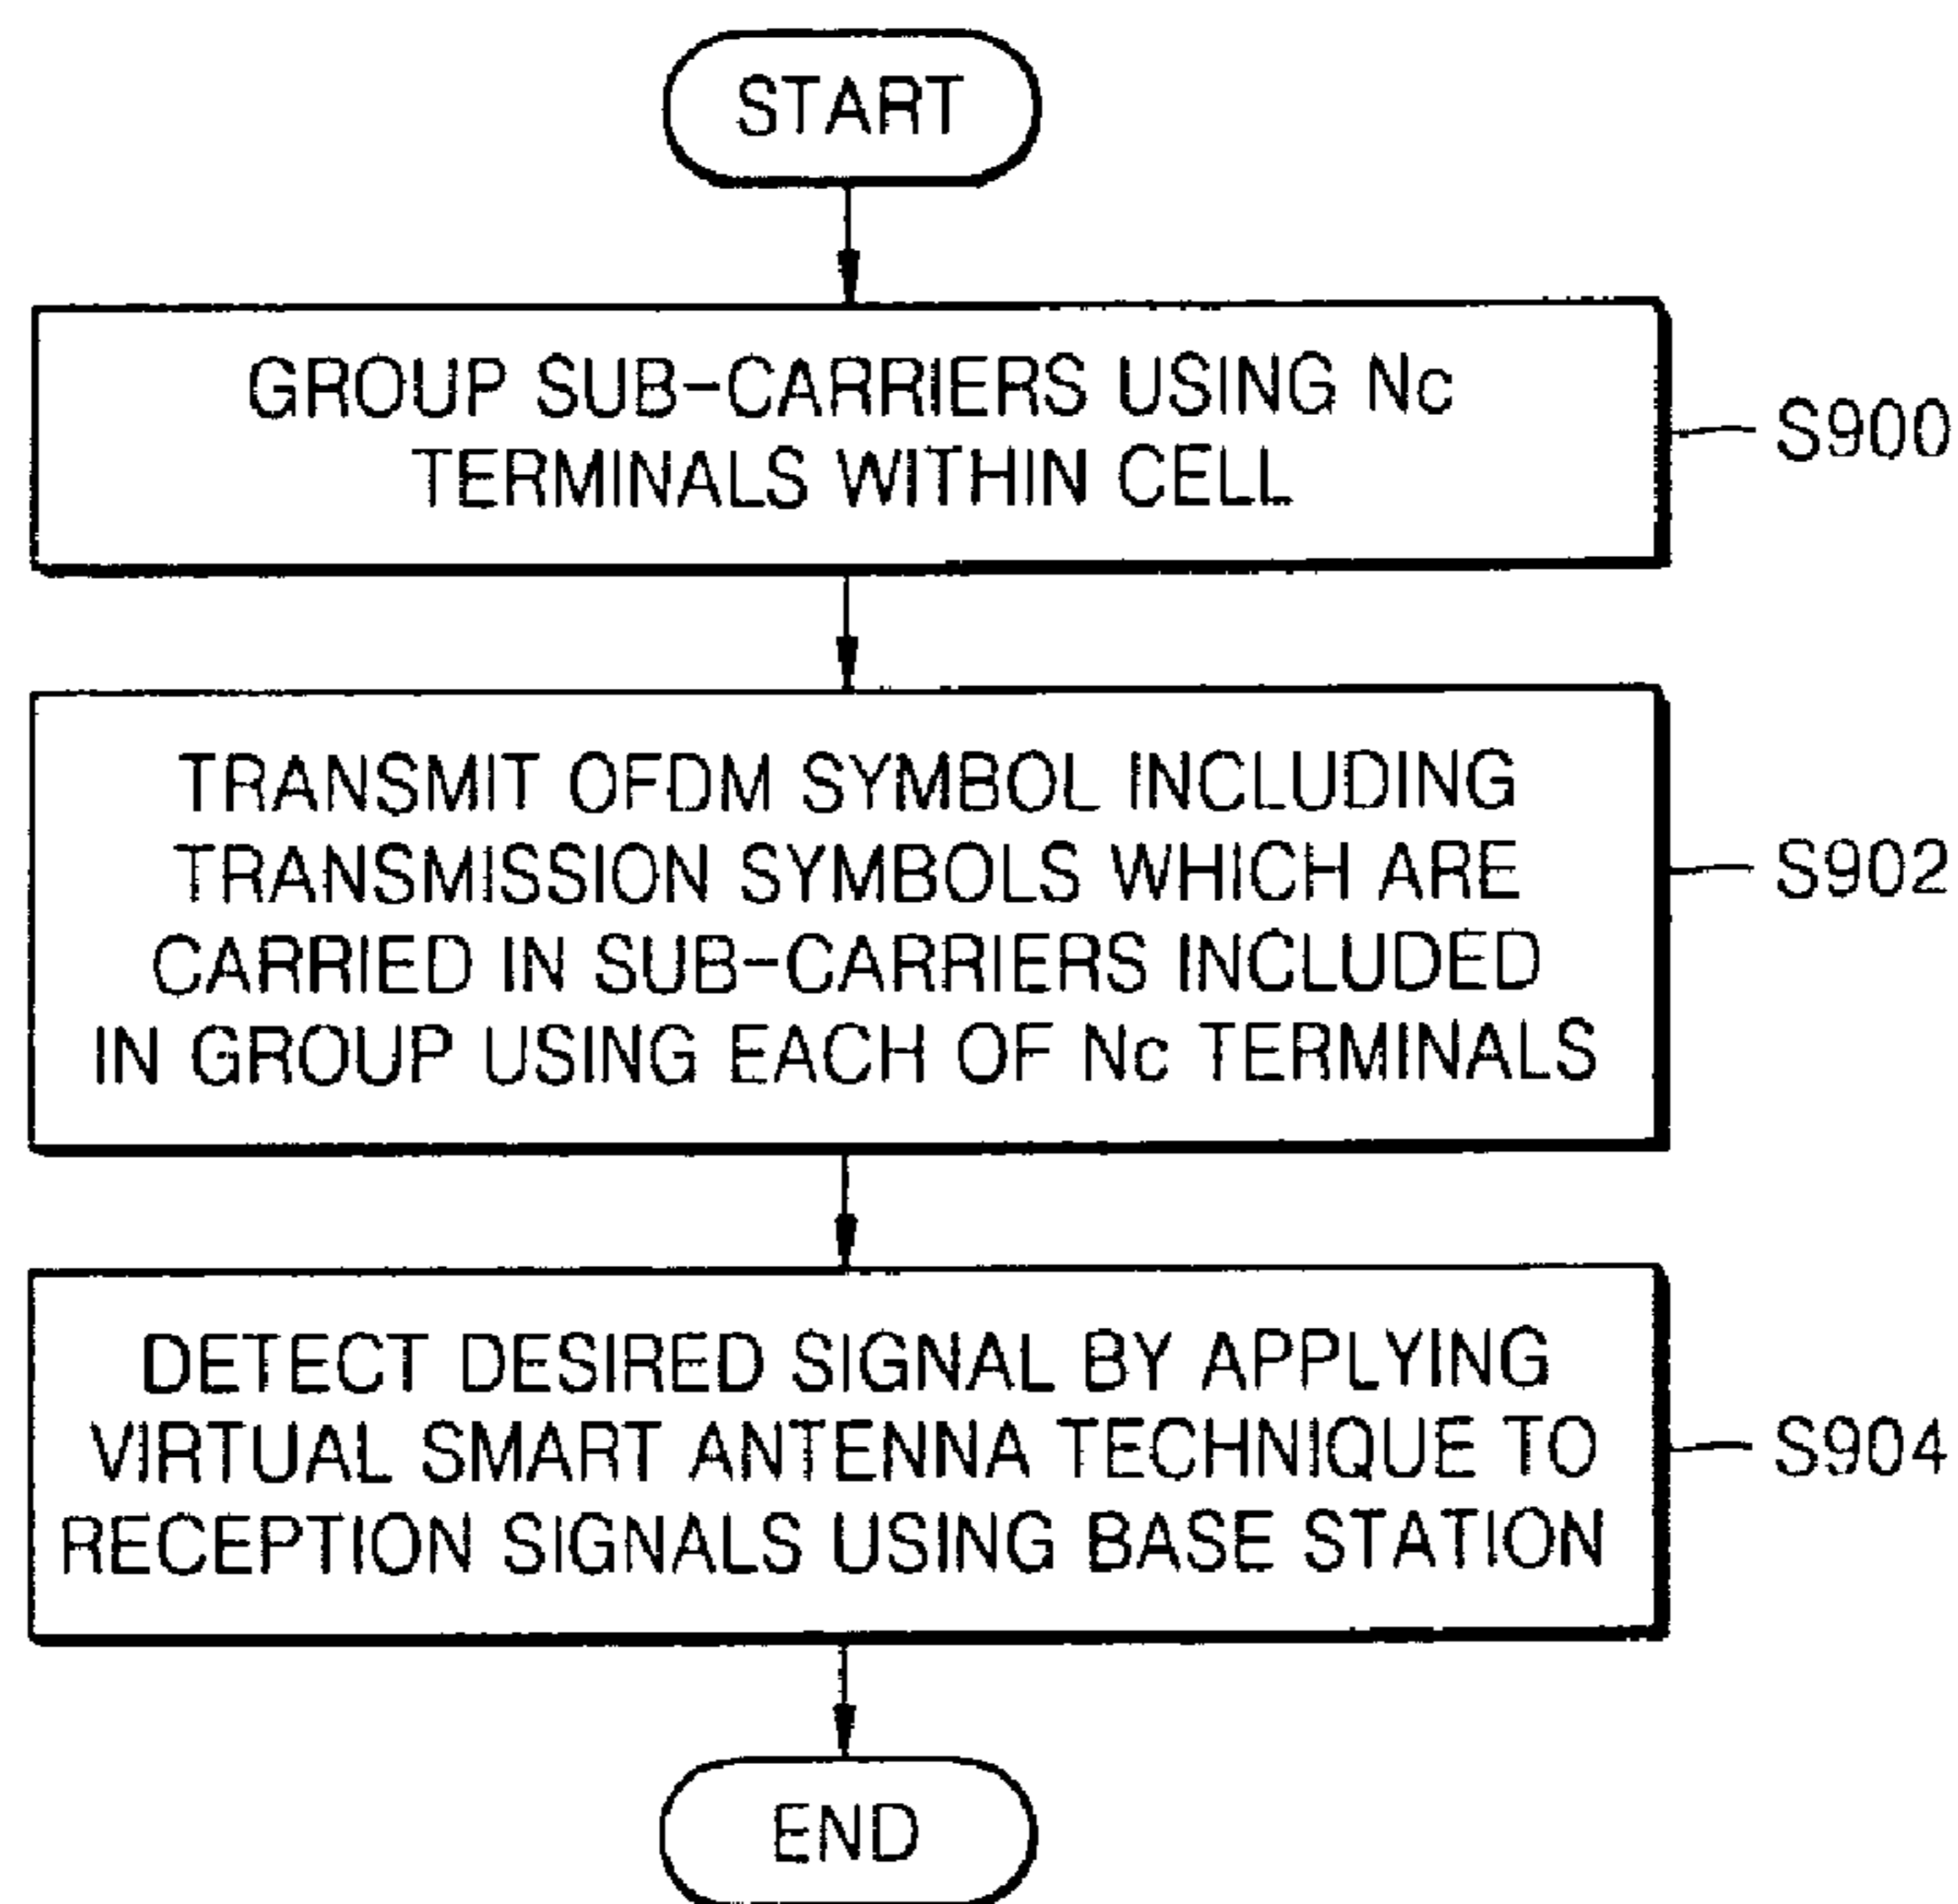 START
GROUP SUB-CARRIERS USING Nc
TERMINALS WITHIN CELL
S900
TRANSMIT OFDM SYMBOL INCLUDING
TRANSMISSION SYMBOLS WHICH ARE
CARRIED IN SUB-CARRIERS INCLUDED
IN GROUP USING EACH OF Nc TERMINALS
S902
DETECT DESIRED SIGNAL BY APPLYING
VIRTUAL SMART ANTENNA TECHNIQUE TO
RECEPTION SIGNALS USING BASE STATION
S904
END